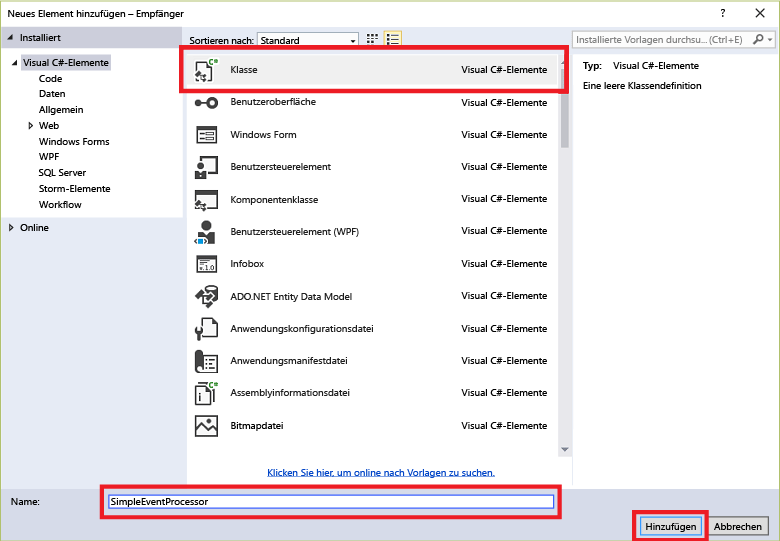 Neues Element hinzufügen – Empfänger
? X
Installiert
Sortieren nach: Standard
Installierte Vorlagen durchsu... (Ctrl+E)
Visual C#-Elemente
Code
Daten
Allgemein
Web
Windows Forms
WPF
SQL Server
Storm-Elemente
Workflow
Online
Klasse Visual C#-Elemente
Benutzeroberfläche Visual C#-Elemente
Windows Form Visual C#-Elemente
Benutzersteuerelement Visual C#-Elemente
Komponentenklasse Visual C#-Elemente
Benutzersteuerelement (WPF) Visual C#-Elemente
Infobox Visual C#-Elemente
ADO.NET Entity Data Model Visual C#-Elemente
Anwendungskonfigurationsdatei Visual C#-Elemente
Anwendungsmanifestdatei Visual C#-Elemente
Assemblyinformationsdatei Visual C#-Elemente
Bitmapdatei Visual C#-Elemente
Klicken Sie hier, um online nach Vorlagen zu suchen.
Typ: Visual C#-Elemente
Eine leere Klassendefinition
Name: SimpleEventProcessor
Hinzufügen Abbrechen